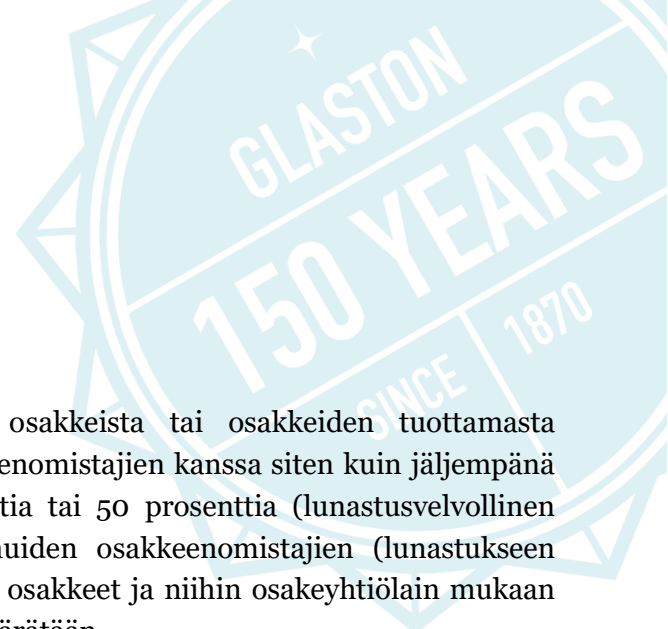 GLASTON
150 YEARS
SINCE
1870
osakkeista tai osakkeiden tuottamasta
enomistajien kanssa siten kuin jäljempänä
tia tai 50 prosenttia (lunastusvelvollinen
uiden osakkeenomistajien (lunastukseen
osakkeet ja niihin osakeyhtiölain mukaan